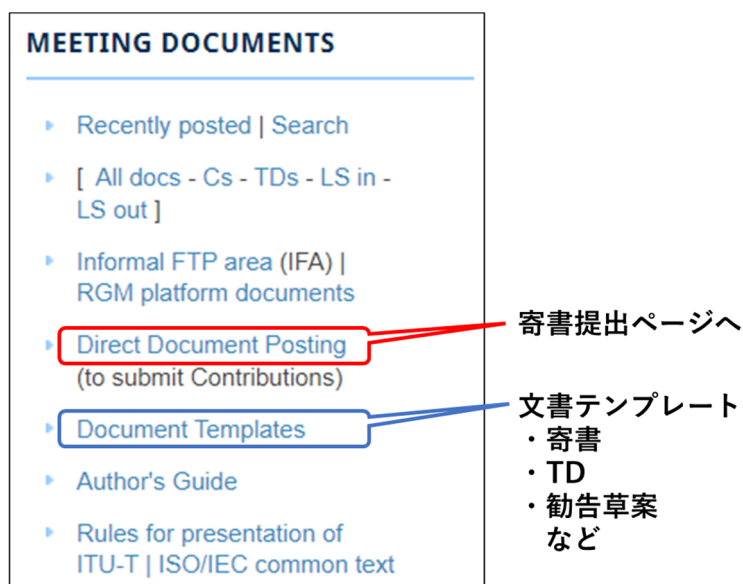 MEETING DOCUMENTS
Recently posted | Search
[ All docs - Cs - TDs - LS in -
LS out ]
Informal FTP area (IFA) |
RGM platform documents
Direct Document Posting
(to submit Contributions)
Document Templates
Author's Guide
Rules for presentation of
ITU-T | ISO/IEC common text
寄書提出ページへ
文書テンプレート
・寄書
・TD
・勧告草案
など